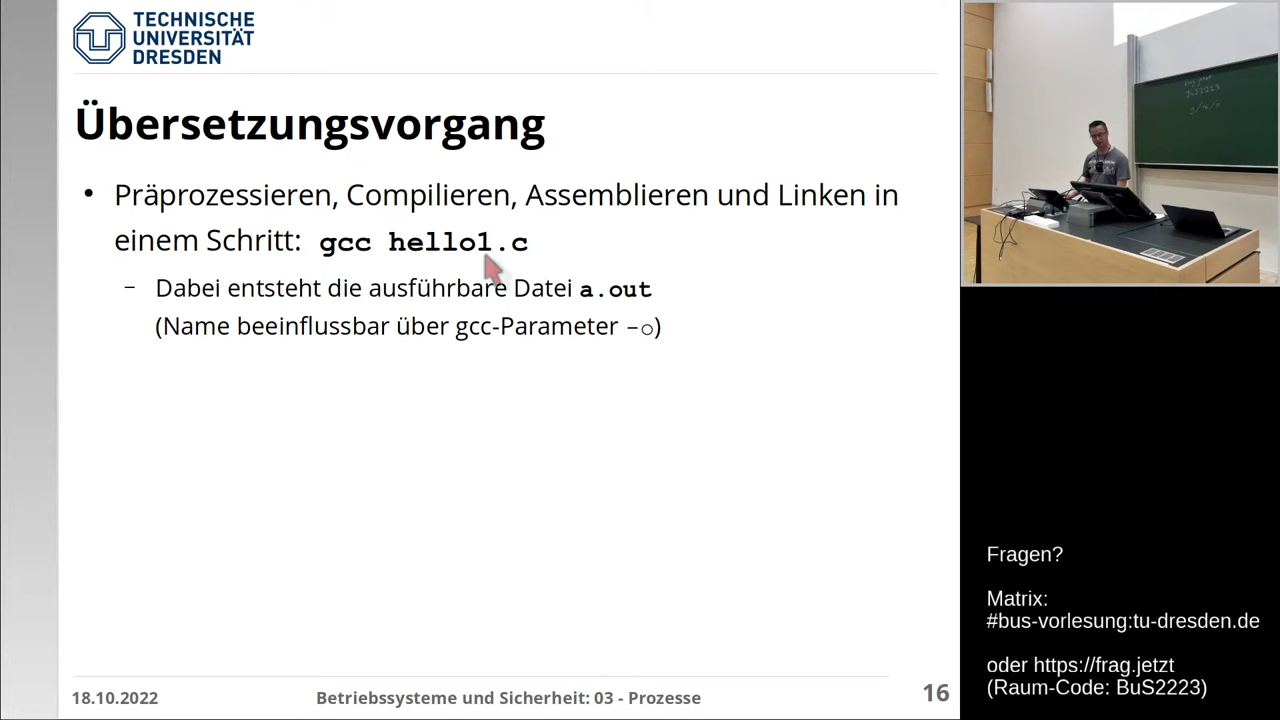 TECHNISCHE
UNIVERSITÄT
DRESDEN
Übersetzungsvorgang
• Präprozessieren, Compilieren, Assemblieren und Linken in
einem Schritt: gcc hello1.c
– Dabei entsteht die ausführbare Datei a.out
(Name beeinflussbar über gcc-Parameter -o)
18.10.2022
Betriebssysteme und Sicherheit: 03 - Prozesse
16
Fragen?
Matrix:
#bus-vorlesung:tu-dresden.de
oder https://frag.jetzt
(Raum-Code: BuS2223)